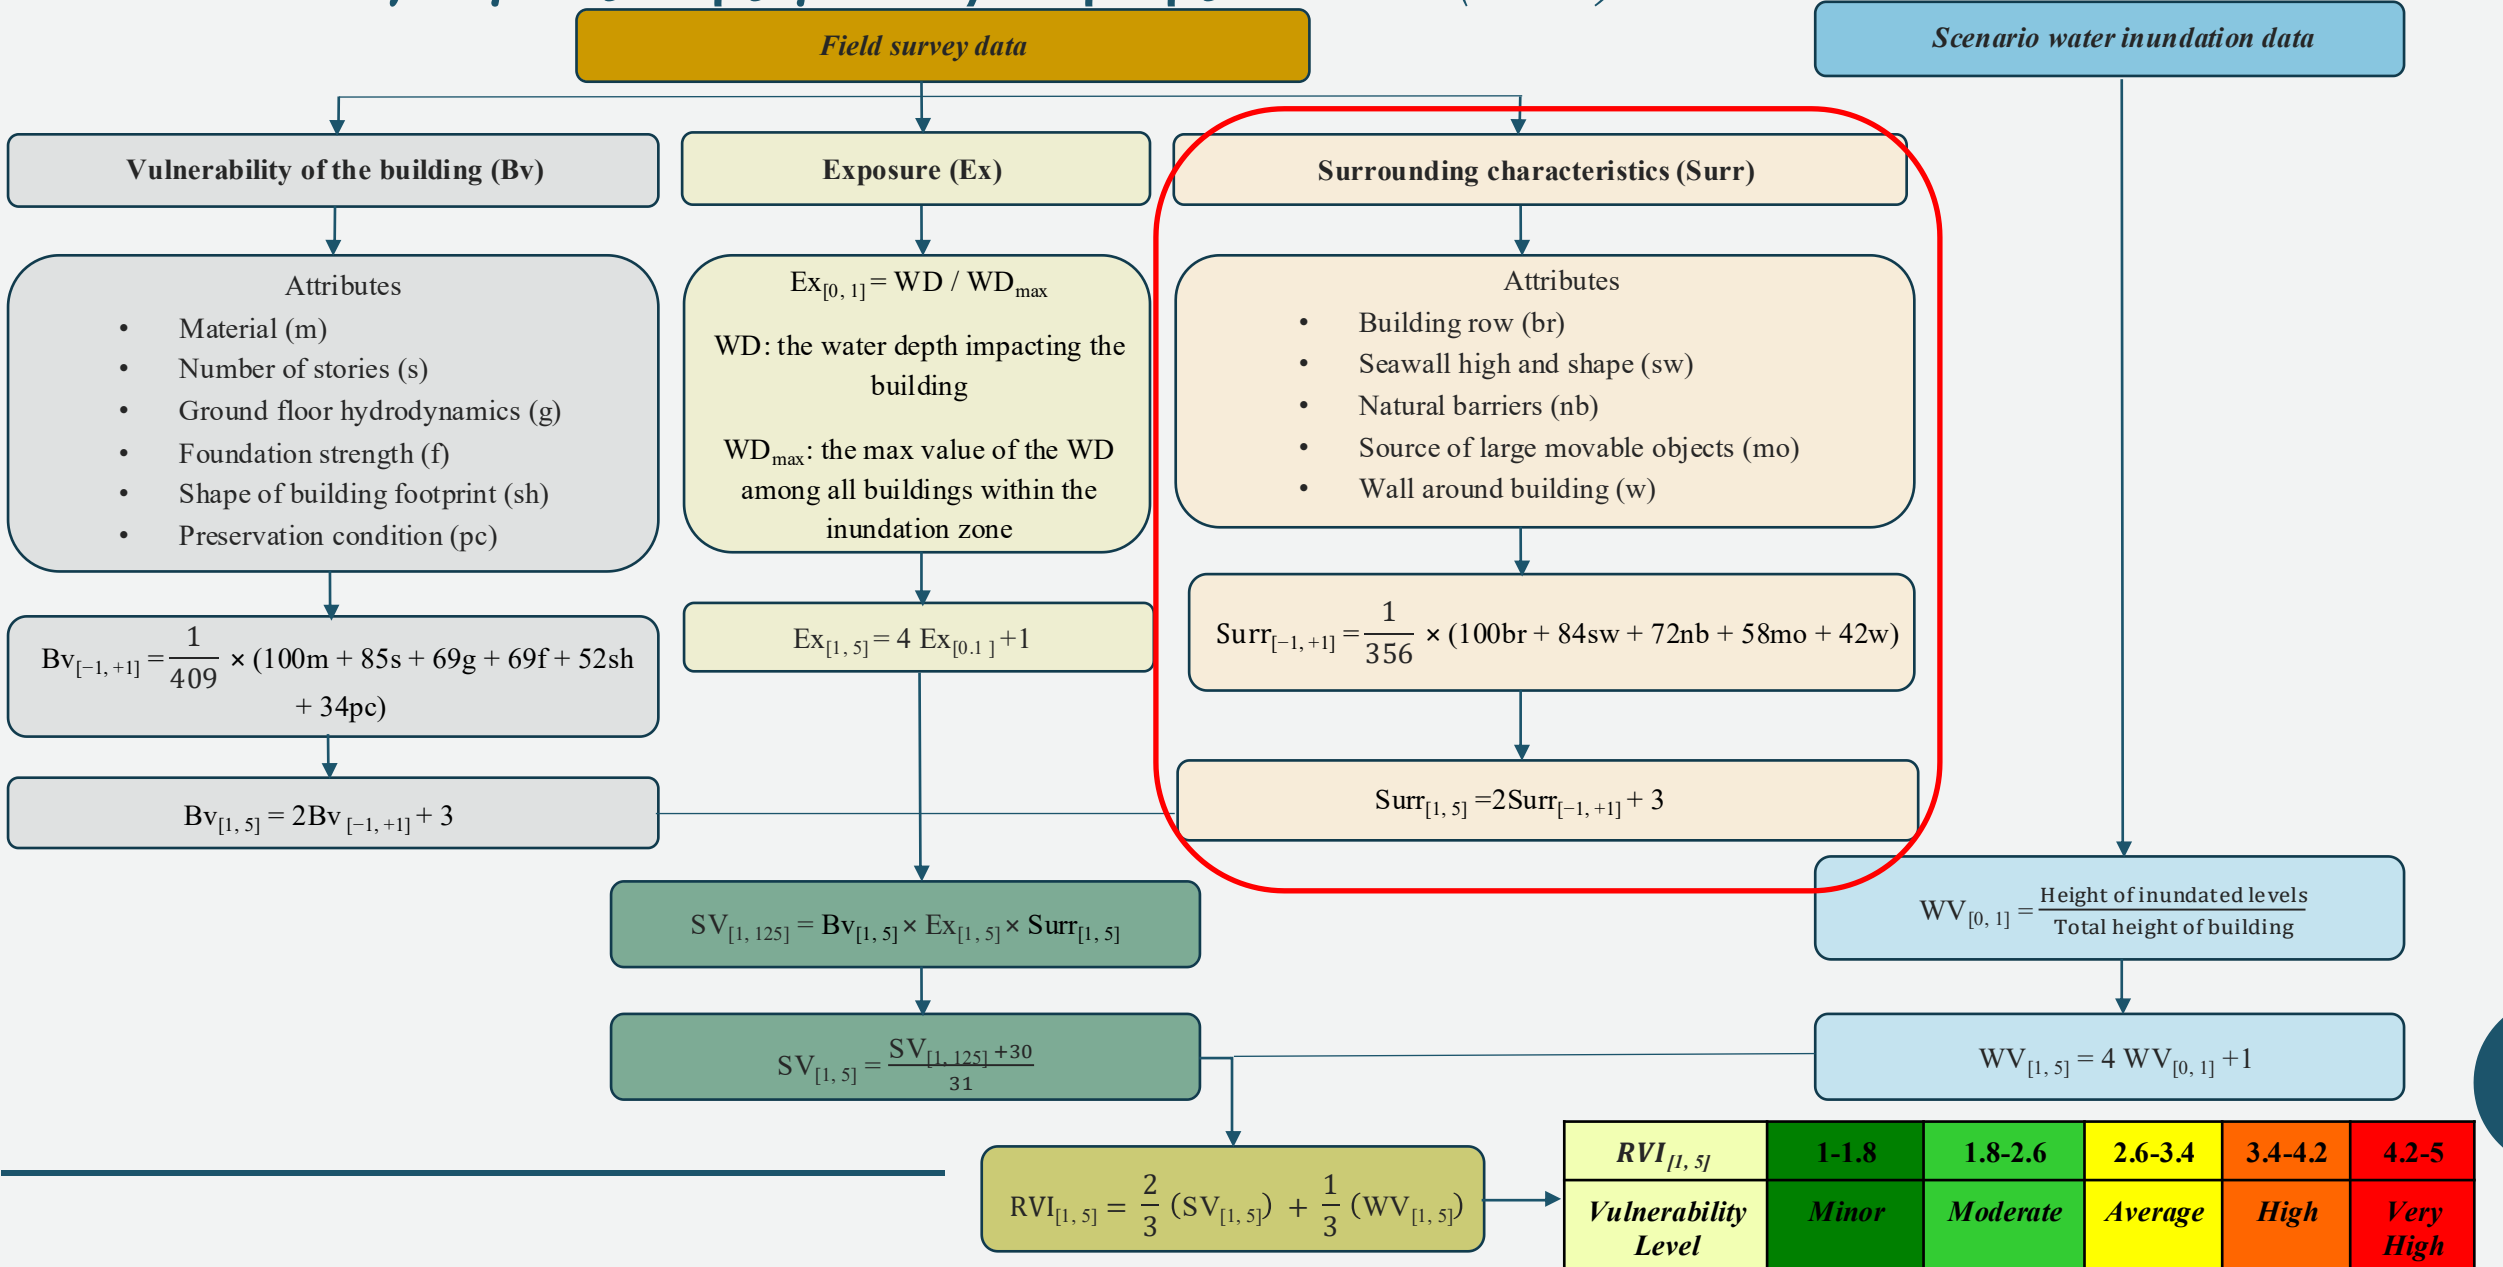 Field survey data
Scenario water inundation data
Vulnerability of the building (Bv)
Exposure (Ex)
Surrounding characteristics (Surr)
Attributes
• Material (m)
• Number of stories (s)
• Ground floor hydrodynamics (g)
• Foundation strength (f)
• Shape of building footprint (sh)
• Preservation condition (pc)
Ex[0, 1] = WD / WDmax
WD: the water depth impacting the
building
WDmax: the max value of the WD
among all buildings within the
inundation zone
Attributes
• Building row (br)
• Seawall high and shape (sw)
• Natural barriers (nb)
• Source of large movable objects (mo)
• Wall around building (w)
Bv[−1, +1] = 1/409 × (100m + 85s + 69g + 69f + 52sh
+ 34pc)
Ex[1, 5] = 4 Ex[0.1 ] +1
Surr[−1, +1] = 1/356 × (100br + 84sw + 72nb + 58mo + 42w)
Bv[1, 5] = 2Bv [−1, +1] + 3
Surr[1, 5] =2Surr[−1, +1] + 3
SV[1, 125] = Bv[1, 5] × Ex[1, 5] × Surr[1, 5]
WV[0, 1] = Height of inundated levels / Total height of building
SV[1, 5] = SV[1, 125] +30 / 31
WV[1, 5] = 4 WV[0, 1] +1
RVI[1, 5] = 2/3 (SV[1, 5]) + 1/3 (WV[1, 5])
RVI[1, 5] 1-1.8 1.8-2.6 2.6-3.4 3.4-4.2 4.2-5
Vulnerability Level Minor Moderate Average High Very High